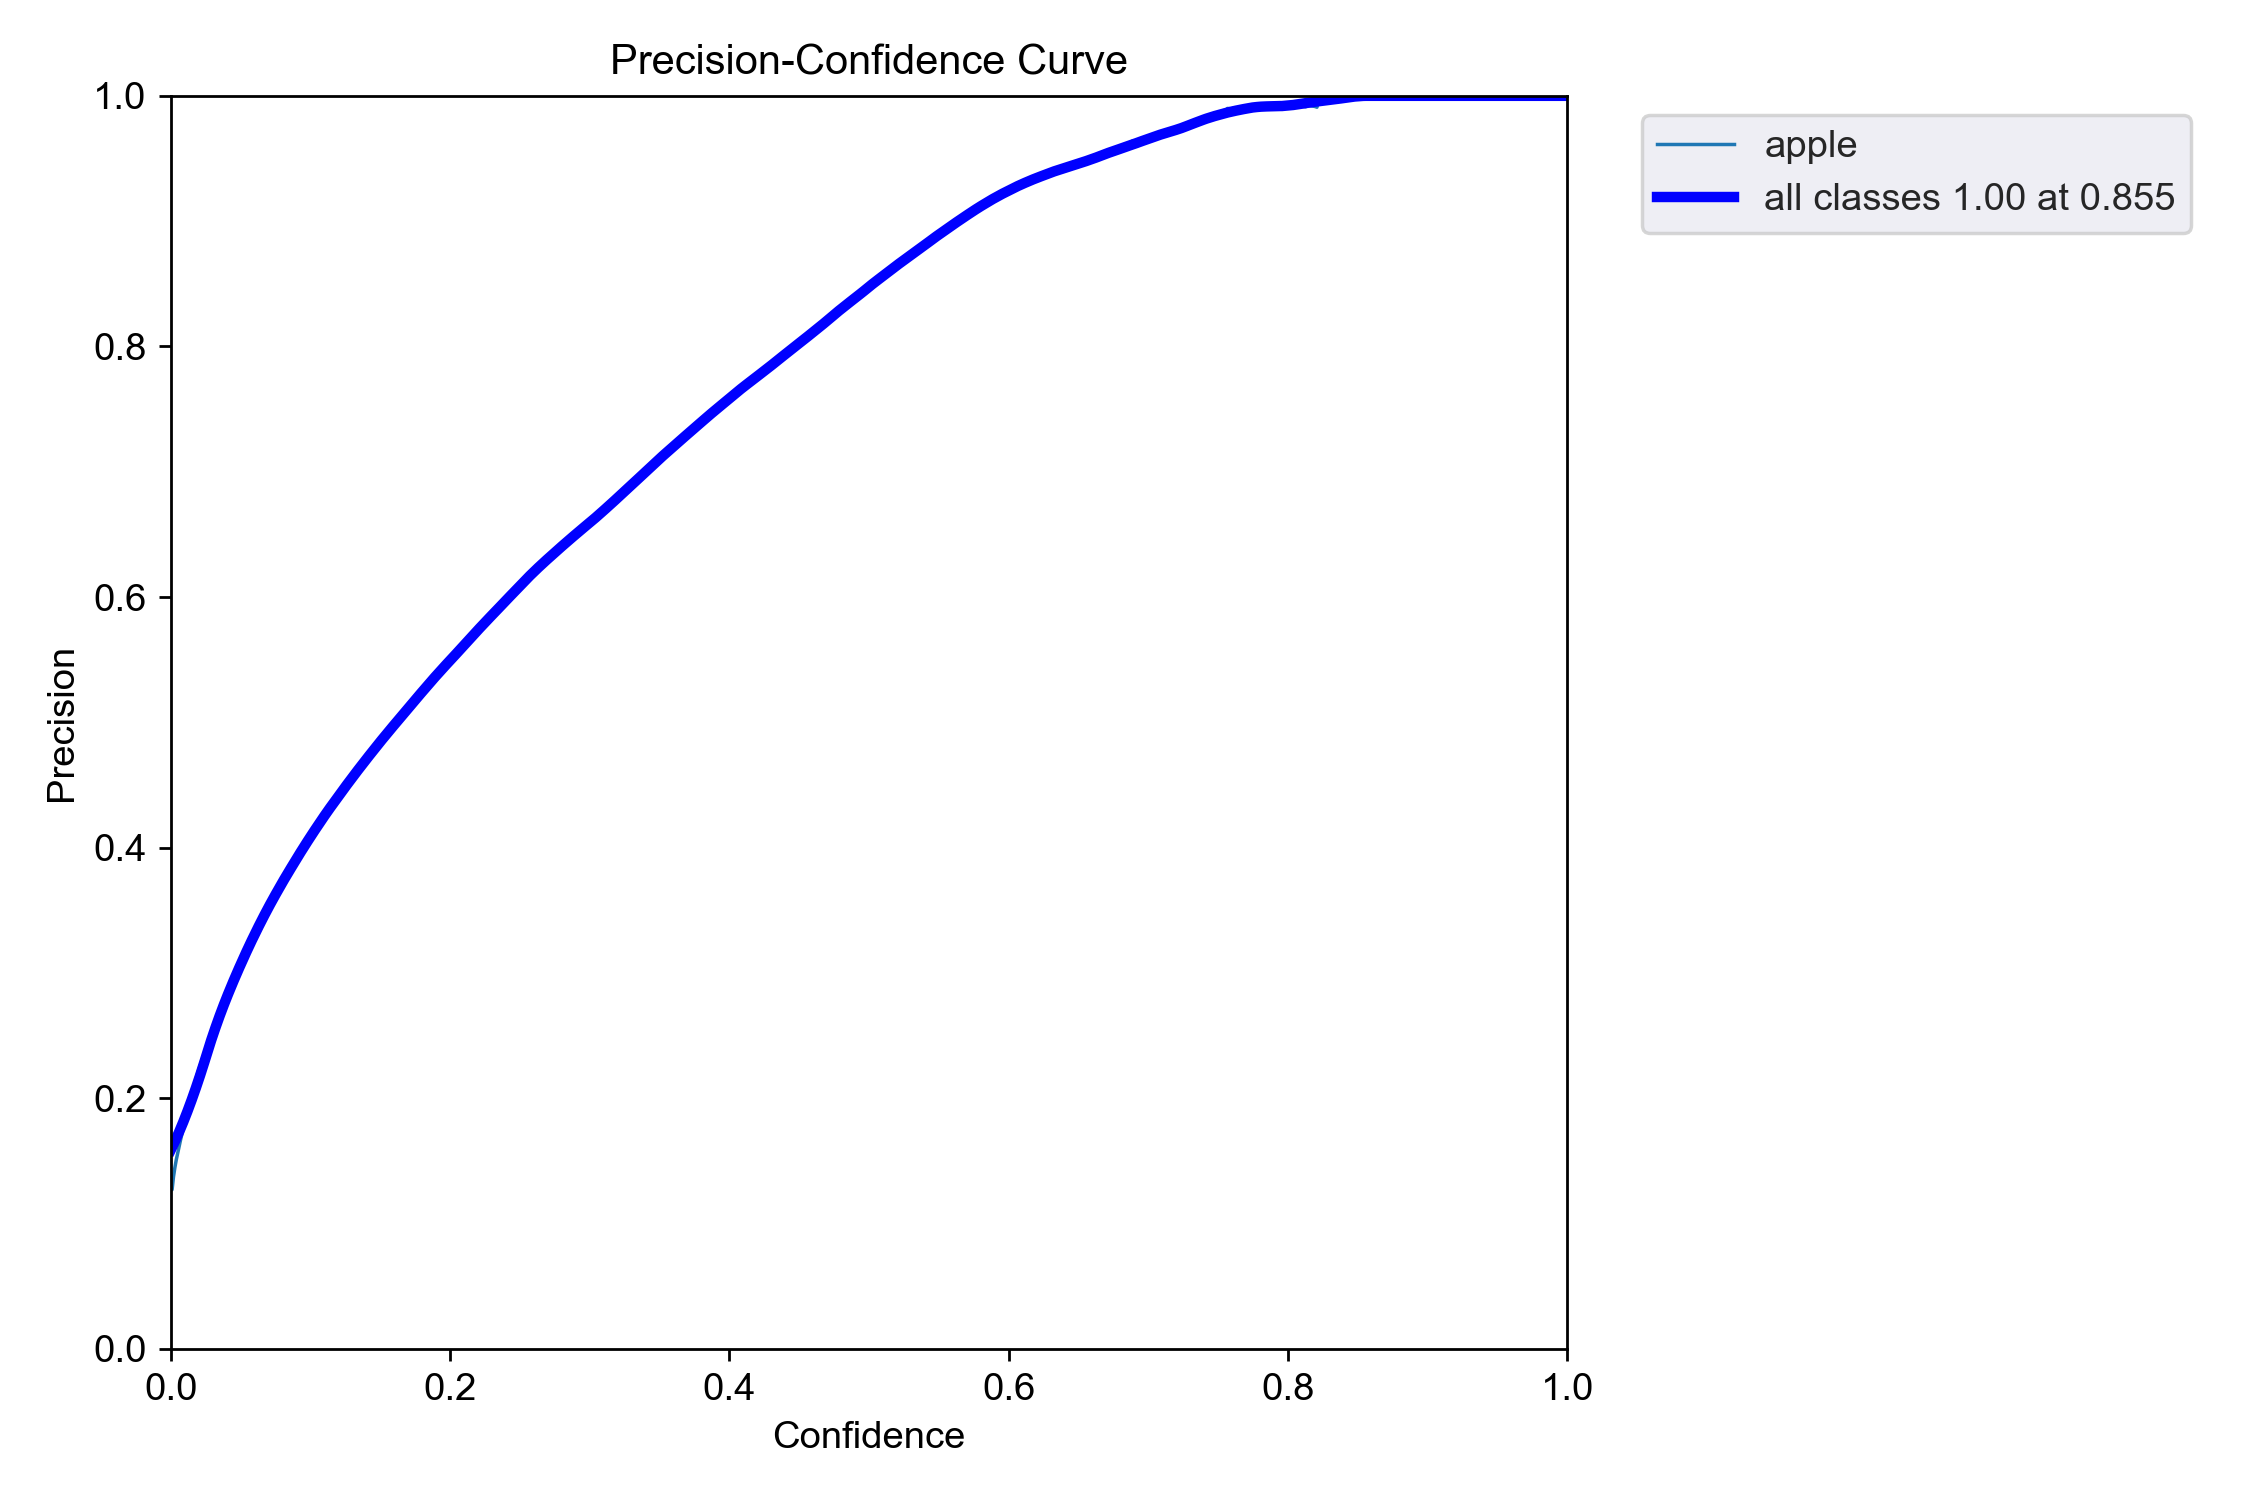 Precision-Confidence Curve
1.0
0.8
0.6
0.4
0.2
0.0
Precision
0.0 0.2 0.4 0.6 0.8 1.0
Confidence
apple
all classes 1.00 at 0.855